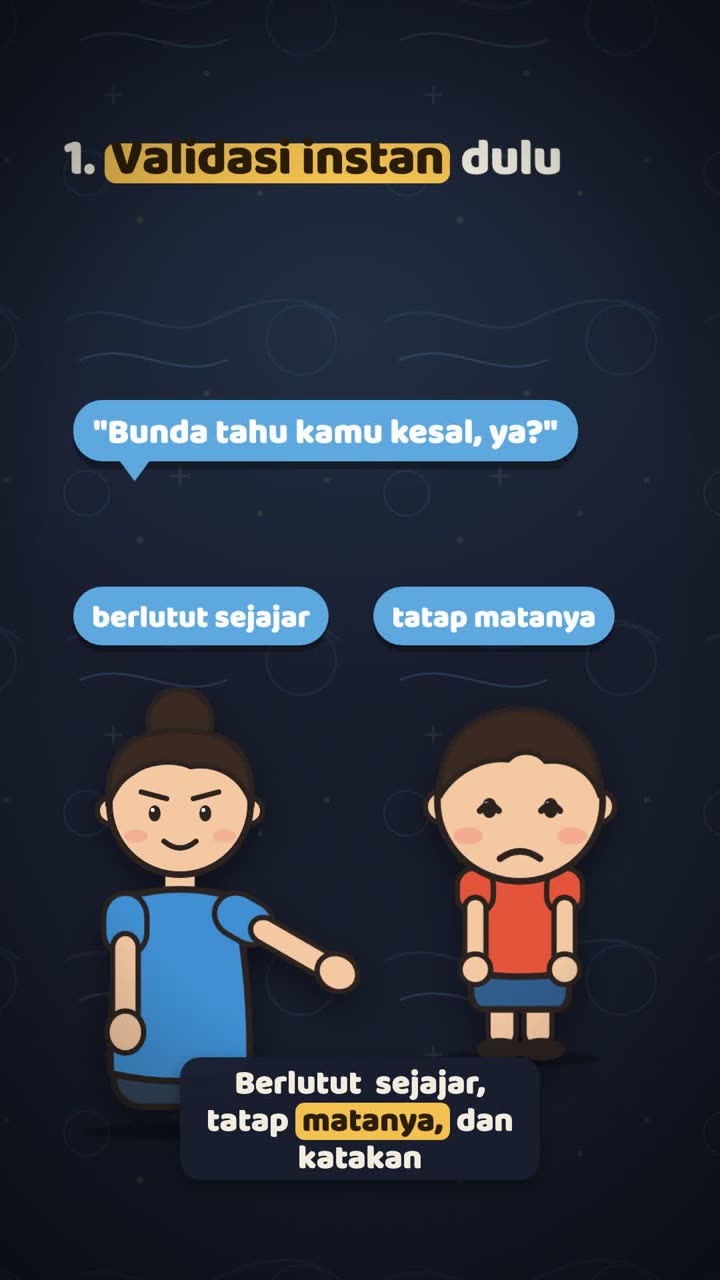 1. Validasi instan dulu
"Bunda tahu kamu kesal, ya?"
berlutut sejajar
tatap matanya
Berlutut sejajar,
tatap matanya, dan
katakan